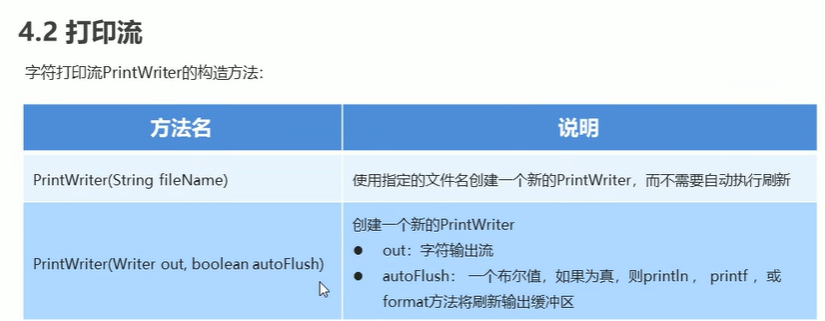 4.2 打印流
字符打印流PrintWriter的构造方法：
方法名
说明
PrintWriter(String fileName)
使用指定的文件名创建一个新的PrintWriter，而不需要自动执行刷新
PrintWriter(Writer out, boolean autoFlush)
创建一个新的PrintWriter
● out：字符输出流
● autoFlush： 一个布尔值，如果为真，则println ， printf ，或
format方法将刷新输出缓冲区